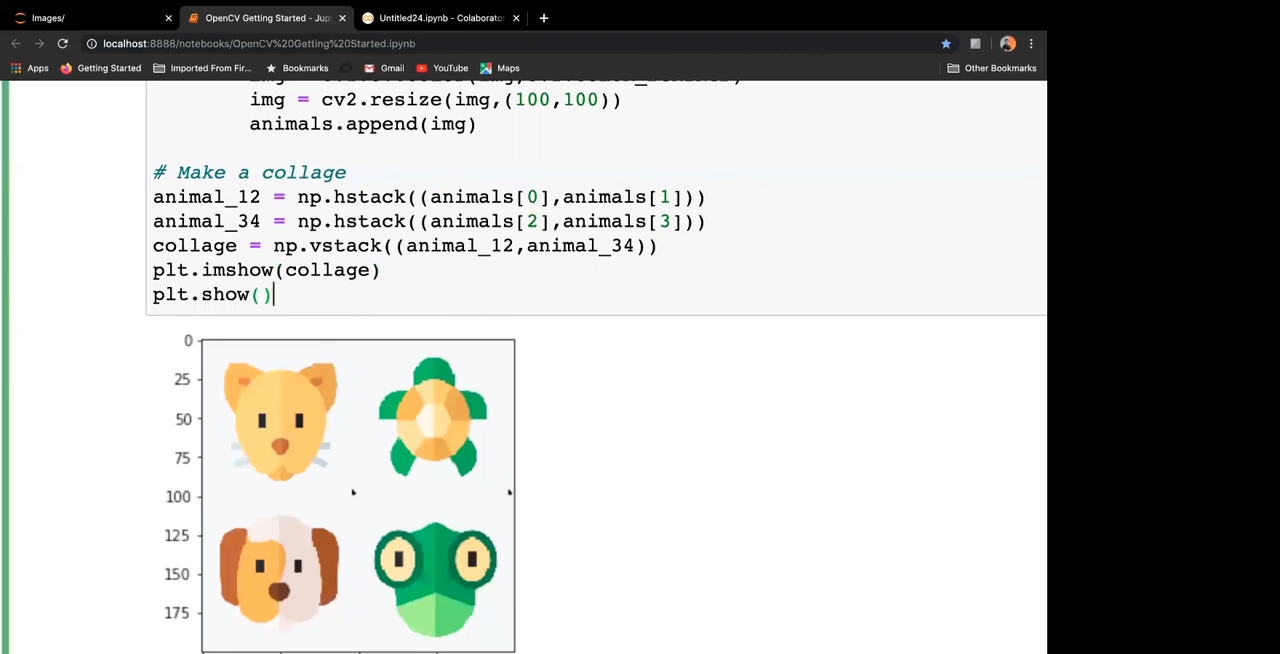 Images/
OpenCV Getting Started - Jup
Untitled24.ipynb - Colaborator
localhost:8888/notebooks/OpenCV%20Getting%20Started.ipynb
Apps
Getting Started
Imported From Fir...
Bookmarks
Gmail
YouTube
Maps
Other Bookmarks
img = cv2.resize(img,(100,100))
animals.append(img)
# Make a collage
animal_12 = np.hstack((animals[0],animals[1]))
animal_34 = np.hstack((animals[2],animals[3]))
collage = np.vstack((animal_12,animal_34))
plt.imshow(collage)
plt.show()
0
25
50
75
100
125
150
175